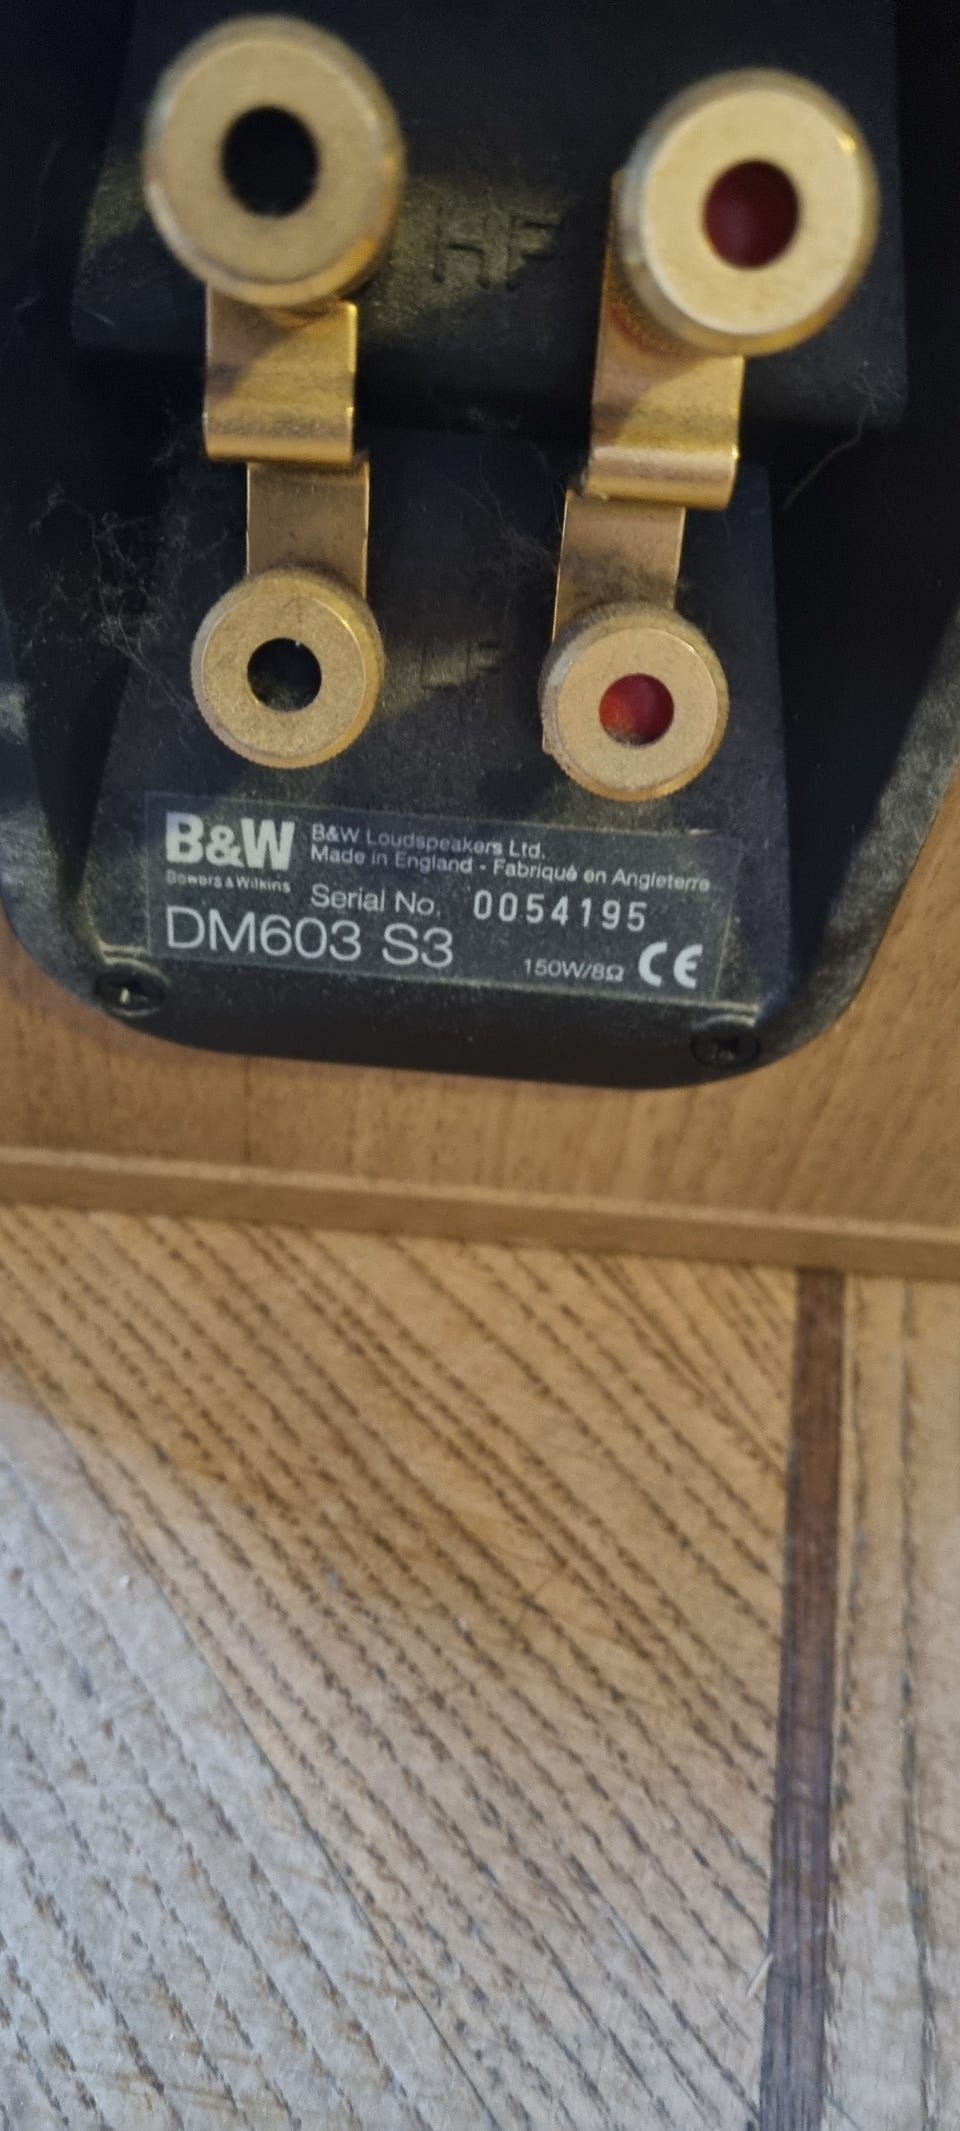 HF
LF
B&W
Bowers & Wilkins
B&W Loudspeakers Ltd.
Made in England - Fabriqué en Angleterre
Serial No. 0054195
DM603 S3
150W/8Ω CE